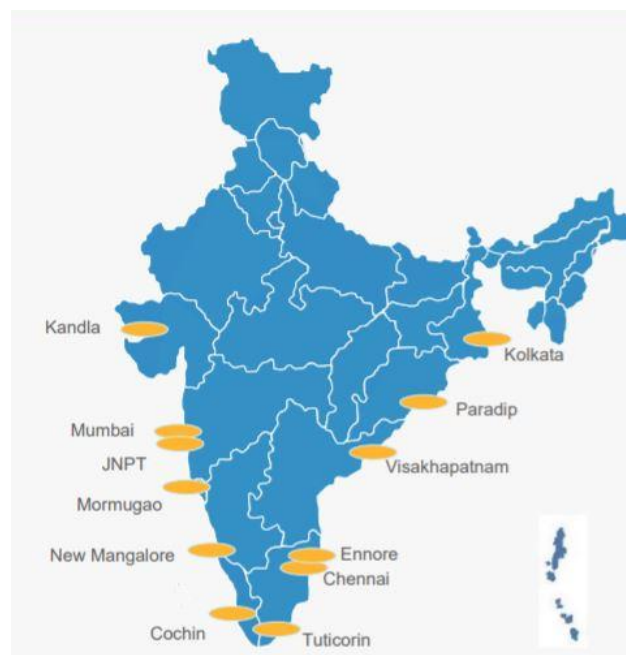 Kandla
Kolkata
Paradip
Mumbai
JNPT
Visakhapatnam
Mormugao
New Mangalore
Ennore
Chennai
Cochin
Tuticorin